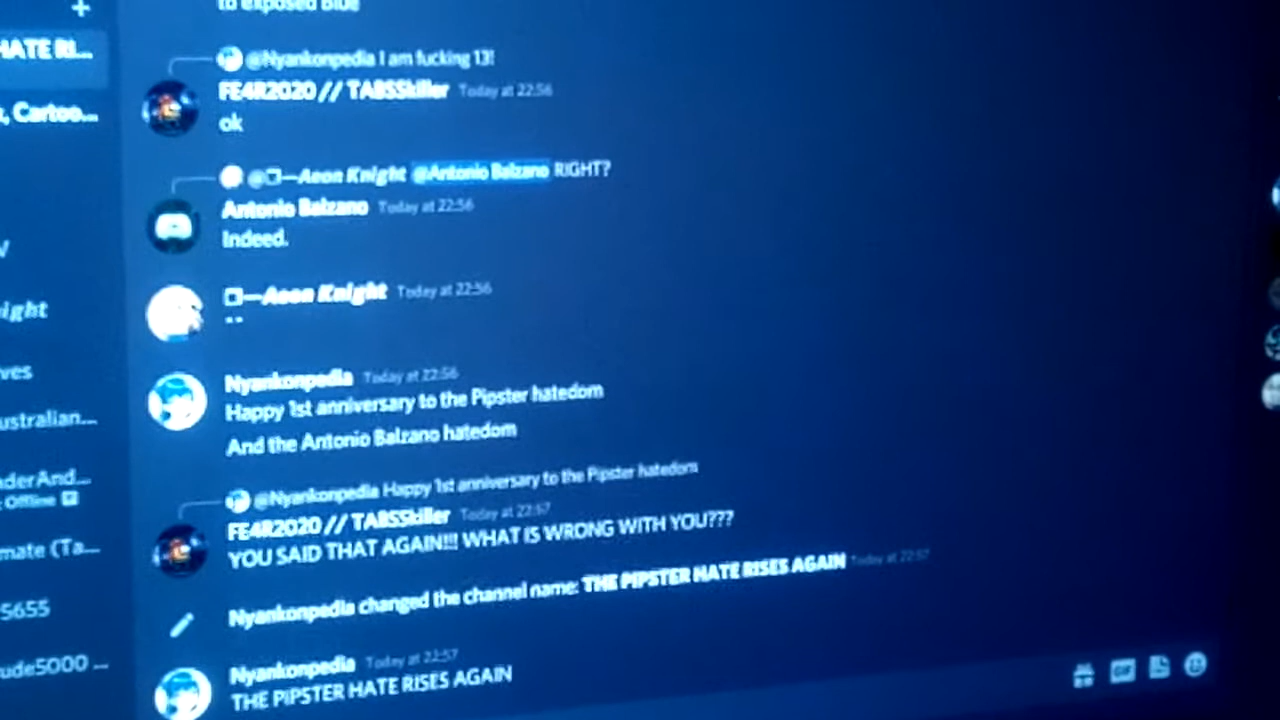 to exposed Blue
HATE RI...
@Nyankonpedia I am fucking 13!
FE4R2020 // TABSSkiller Today at 22:56
, Cartoo...
ok
@❐—Aeon Knight @Antonio Balzano RIGHT?
Antonio Balzano Today at 22:56
Indeed.
❐—Aeon Knight Today at 22:56
--
ight
Nyankonpedia Today at 22:56
ves
Happy 1st anniversary to the Pipster hatedom
ustralian...
And the Antonio Balzano hatedom
derAnd...
Offline
@Nyankonpedia Happy 1st anniversary to the Pipster hatedom
FE4R2020 // TABSSkiller Today at 22:57
mate (Ta...
YOU SAID THAT AGAIN!!! WHAT IS WRONG WITH YOU???
5655
Nyankonpedia changed the channel name: THE PIPSTER HATE RISES AGAIN Today at 22:57
ude5000 ...
Nyankonpedia Today at 22:57
THE PIPSTER HATE RISES AGAIN
GIF